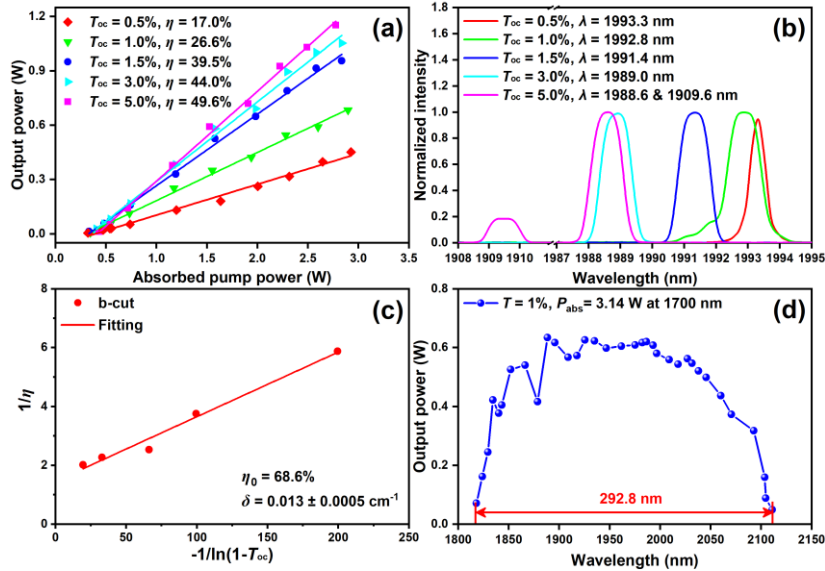 (a)
T_oc = 0.5%, η = 17.0%
T_oc = 1.0%, η = 26.6%
T_oc = 1.5%, η = 39.5%
T_oc = 3.0%, η = 44.0%
T_oc = 5.0%, η = 49.6%
Output power (W)
1.2
0.9
0.6
0.3
0.0
0.0 0.5 1.0 1.5 2.0 2.5 3.0 3.5
Absorbed pump power (W)
(b)
T_oc = 0.5%, λ = 1993.3 nm
T_oc = 1.0%, λ = 1992.8 nm
T_oc = 1.5%, λ = 1991.4 nm
T_oc = 3.0%, λ = 1989.0 nm
T_oc = 5.0%, λ = 1988.6 & 1909.6 nm
Normalized intensity
1.8
1.6
1.4
1.2
1.0
0.8
0.6
0.4
0.2
0.0
1908 1909 1910 1987 1988 1989 1990 1991 1992 1993 1994 1995
Wavelength (nm)
(c)
b-cut
Fitting
1/η
8
6
4
2
0
η₀ = 68.6%
δ = 0.013 ± 0.0005 cm⁻¹
0 50 100 150 200 250
-1/ln(1-T_oc)
(d)
T = 1%, P_abs = 3.14 W at 1700 nm
Output power (W)
0.8
0.6
0.4
0.2
0.0
292.8 nm
1800 1850 1900 1950 2000 2050 2100 2150
Wavelength (nm)